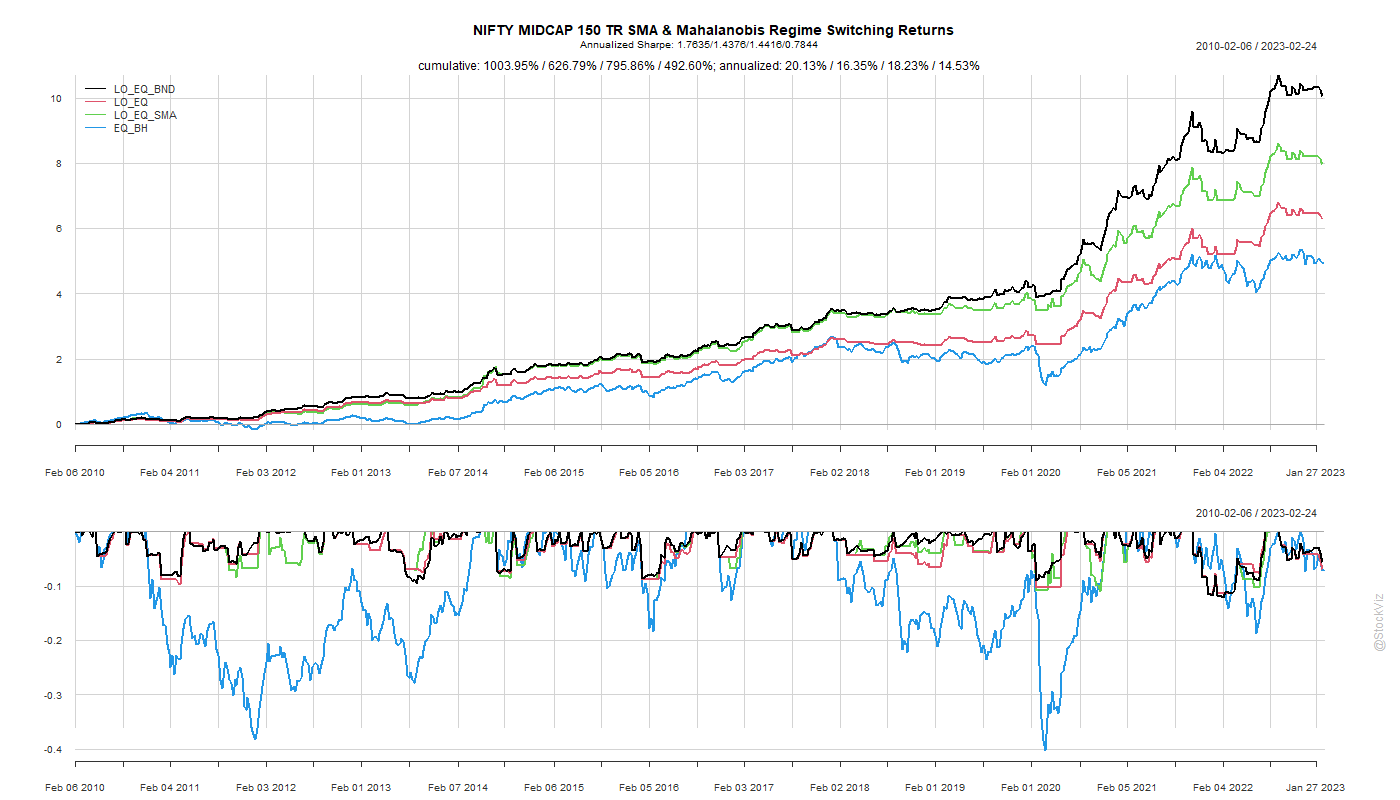 NIFTY MIDCAP 150 TR SMA & Mahalanobis Regime Switching Returns
Annualized Sharpe: 1.7635/1.4376/1.4416/0.7844
2010-02-06 / 2023-02-24
cumulative: 1003.95% / 626.79% / 795.86% / 492.60%; annualized: 20.13% / 16.35% / 18.23% / 14.53%
LO_EQ_BND
LO_EQ
LO_EQ_SMA
EQ_BH
10
8
6
4
2
0
Feb 06 2010 Feb 04 2011 Feb 03 2012 Feb 01 2013 Feb 07 2014 Feb 06 2015 Feb 05 2016 Feb 03 2017 Feb 02 2018 Feb 01 2019 Feb 01 2020 Feb 05 2021 Feb 04 2022 Jan 27 2023
2010-02-06 / 2023-02-24
-0.1
-0.2
-0.3
-0.4
Feb 06 2010 Feb 04 2011 Feb 03 2012 Feb 01 2013 Feb 07 2014 Feb 06 2015 Feb 05 2016 Feb 03 2017 Feb 02 2018 Feb 01 2019 Feb 01 2020 Feb 05 2021 Feb 04 2022 Jan 27 2023
@StockViz